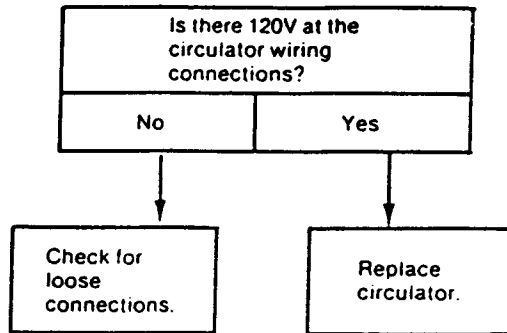 Is there 120V at the
circulator wiring
connections?
No
Yes
Check for
loose
connections.
Replace
circulator.